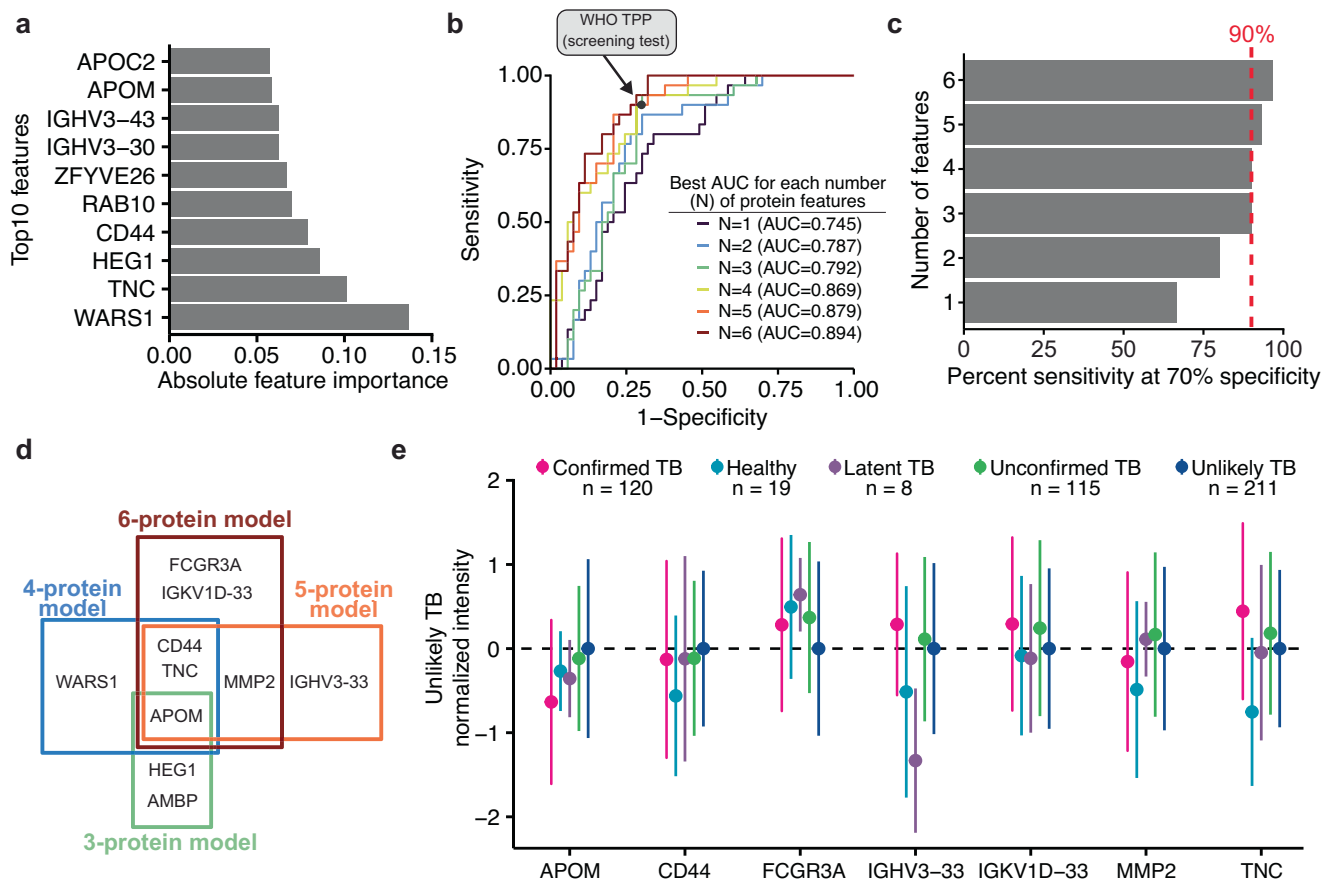 a
Top10 features
APOC2
APOM
IGHV3−43
IGHV3−30
ZFYVE26
RAB10
CD44
HEG1
TNC
WARS1
0.00 0.05 0.10 0.15
Absolute feature importance
b
WHO TPP
(screening test)
Sensitivity
1.00
0.75
0.50
0.25
0.00
Best AUC for each number
(N) of protein features
N=1 (AUC=0.745)
N=2 (AUC=0.787)
N=3 (AUC=0.792)
N=4 (AUC=0.869)
N=5 (AUC=0.879)
N=6 (AUC=0.894)
0.00 0.25 0.50 0.75 1.00
1−Specificity
c
90%
Number of features
6
5
4
3
2
1
0 25 50 75 100
Percent sensitivity at 70% specificity
d
6-protein model
FCGR3A
IGKV1D-33
4-protein
model
5-protein
model
CD44
TNC
WARS1
MMP2
IGHV3-33
APOM
HEG1
AMBP
3-protein model
e
Confirmed TB Healthy Latent TB Unconfirmed TB Unlikely TB
n = 120 n = 19 n = 8 n = 115 n = 211
Unlikely TB
normalized intensity
2
1
0
−1
−2
APOM CD44 FCGR3A IGHV3−33 IGKV1D−33 MMP2 TNC